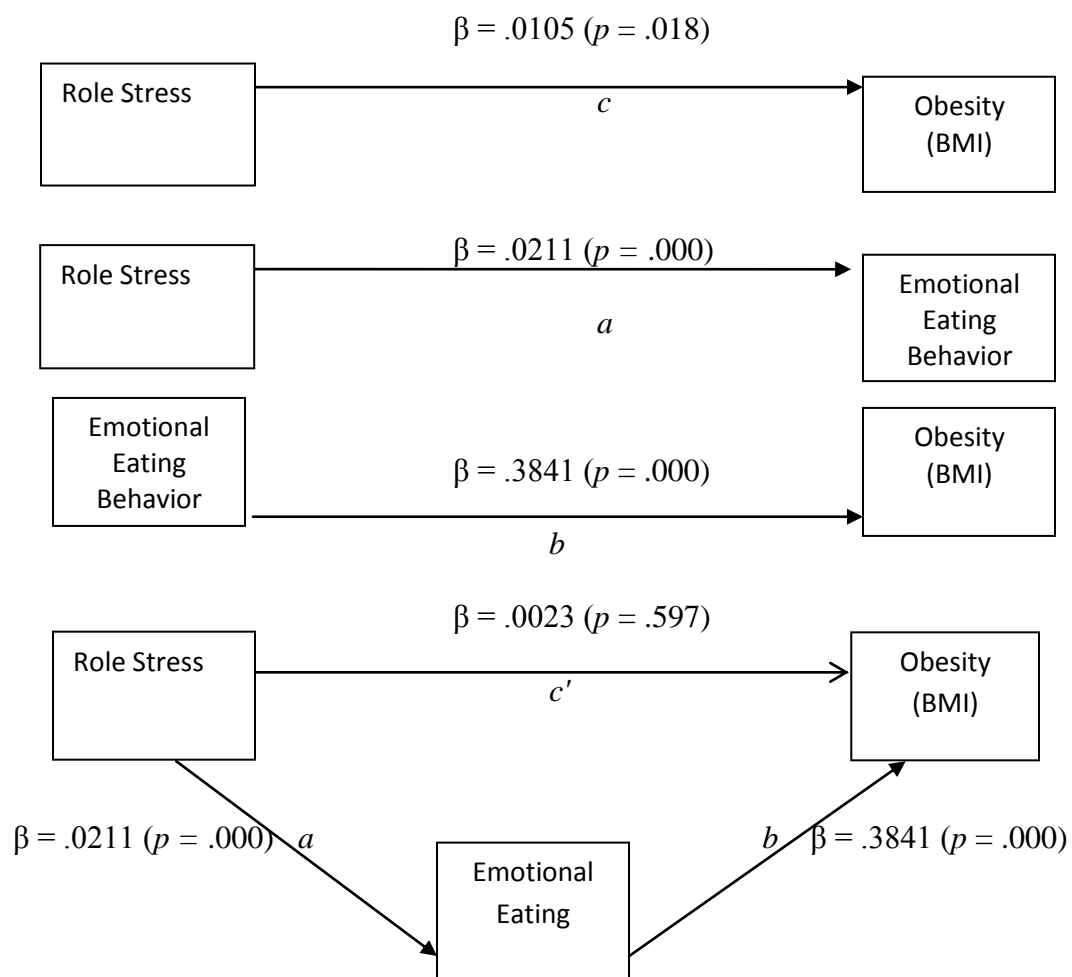 β = .0105 (p = .018)
Role Stress
c
Obesity
(BMI)
β = .0211 (p = .000)
Role Stress
a
Emotional
Eating
Behavior
Emotional
Eating
Behavior
β = .3841 (p = .000)
b
Obesity
(BMI)
β = .0023 (p = .597)
Role Stress
c'
Obesity
(BMI)
β = .0211 (p = .000) a
b β = .3841 (p = .000)
Emotional
Eating